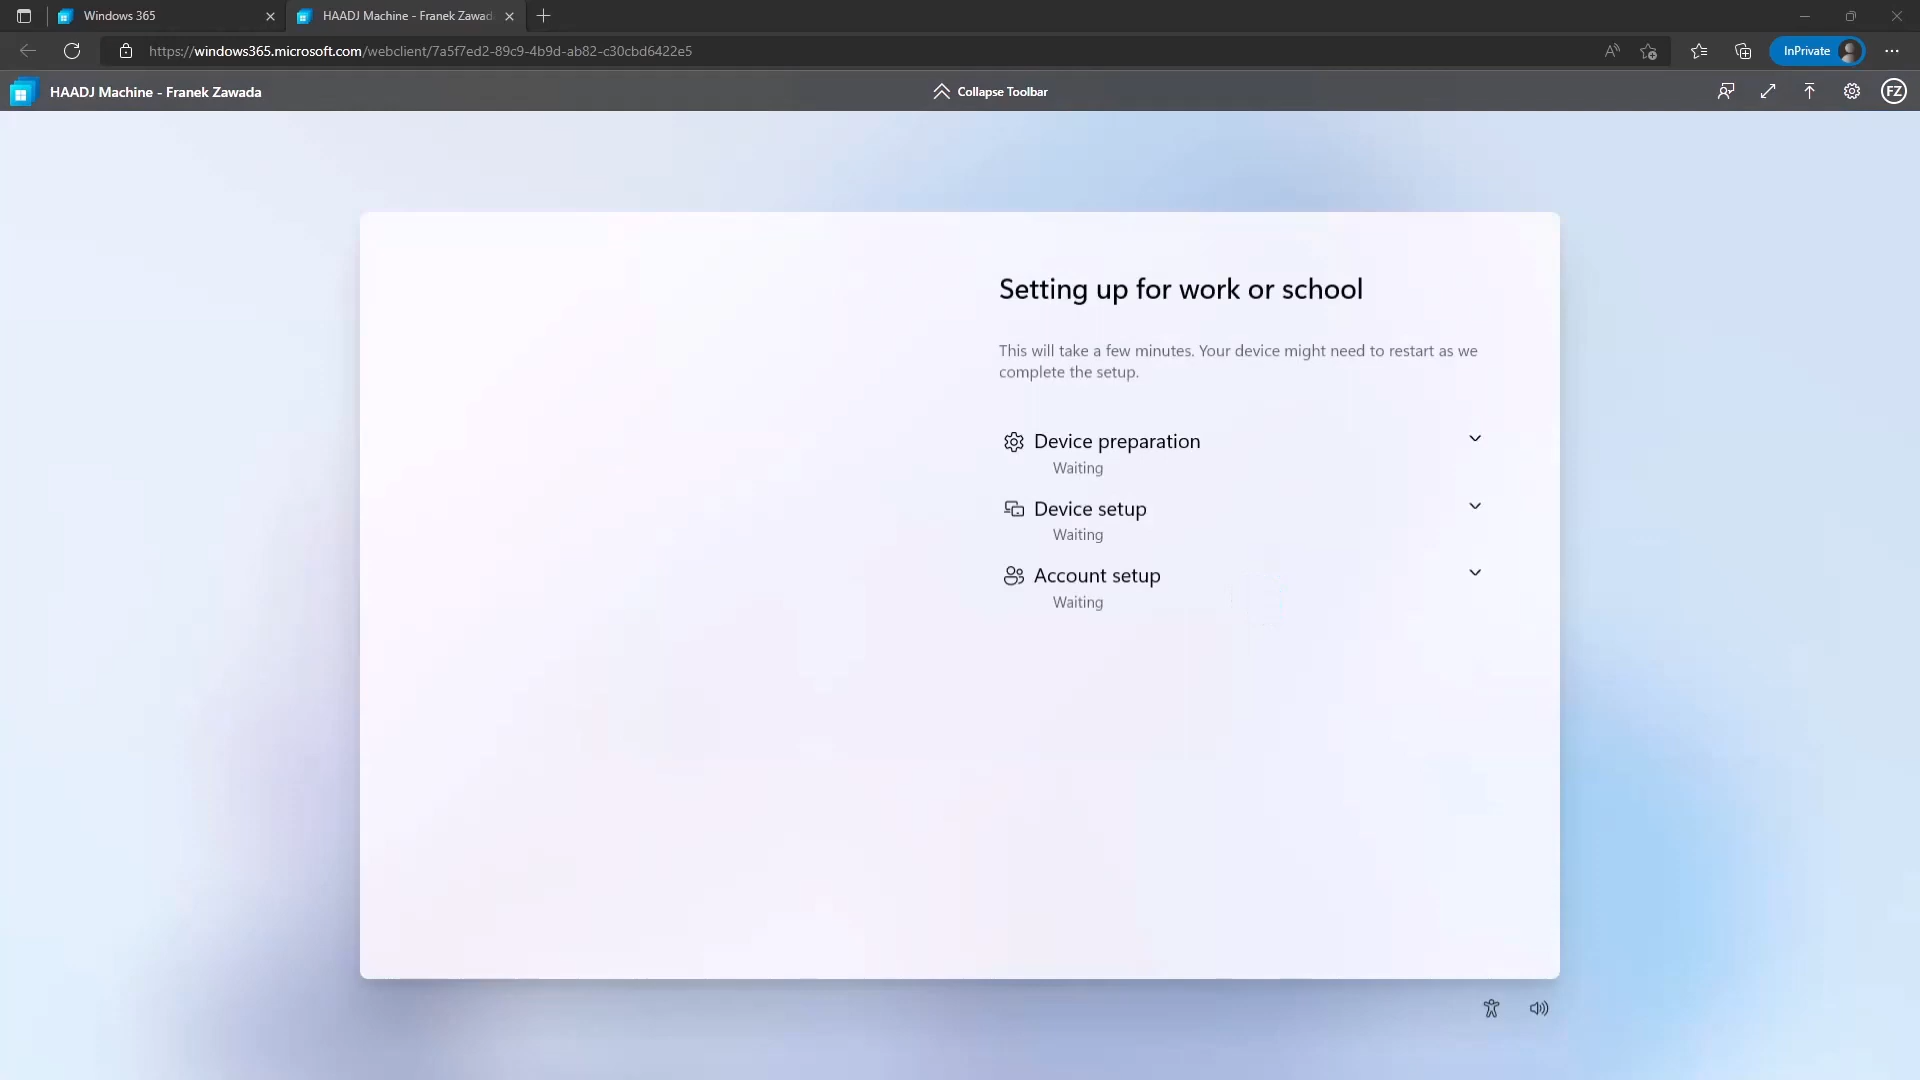 Windows 365
HAADJ Machine - Franek Zawad
https://windows365.microsoft.com/webclient/7a5f7ed2-89c9-4b9d-ab82-c30cbd6422e5
InPrivate
HAADJ Machine - Franek Zawada
Collapse Toolbar
FZ
Setting up for work or school
This will take a few minutes. Your device might need to restart as we
complete the setup.
Device preparation
Waiting
Device setup
Waiting
Account setup
Waiting